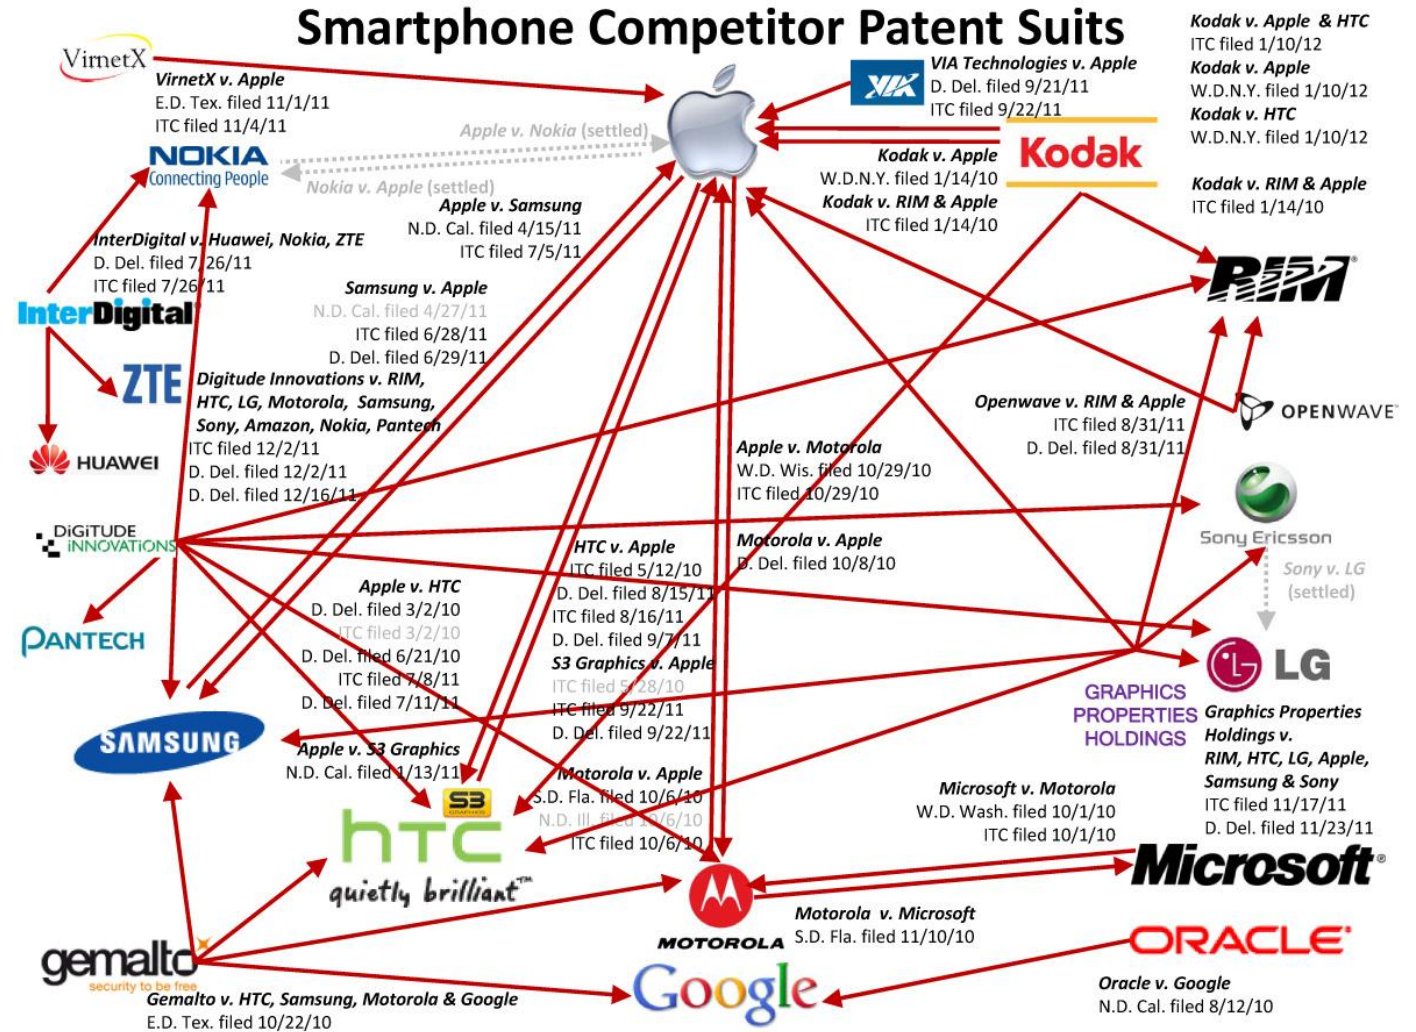 Smartphone Competitor Patent Suits
VirnetX
VirnetX v. Apple
E.D. Tex. filed 11/1/11
ITC filed 11/4/11
NOKIA
Connecting People
Apple v. Nokia (settled)
Nokia v. Apple (settled)
VIA
VIA Technologies v. Apple
D. Del. filed 9/21/11
ITC filed 9/22/11
Kodak
Kodak v. Apple & HTC
ITC filed 1/10/12
Kodak v. Apple
W.D.N.Y. filed 1/10/12
Kodak v. HTC
W.D.N.Y. filed 1/10/12
Kodak v. RIM & Apple
ITC filed 1/14/10
Kodak v. Apple
W.D.N.Y. filed 1/14/10
Kodak v. RIM & Apple
ITC filed 1/14/10
Apple v. Samsung
N.D. Cal. filed 4/15/11
ITC filed 7/5/11
InterDigital v. Huawei, Nokia, ZTE
D. Del. filed 7/26/11
ITC filed 7/26/11
InterDigital
Samsung v. Apple
N.D. Cal. filed 4/27/11
ITC filed 6/28/11
D. Del. filed 6/29/11
RIM®
ZTE
Digitude Innovations v. RIM,
HTC, LG, Motorola, Samsung,
Sony, Amazon, Nokia, Pantech
ITC filed 12/2/11
D. Del. filed 12/2/11
D. Del. filed 12/16/11
HUAWEI
Openwave v. RIM & Apple
ITC filed 8/31/11
D. Del. filed 8/31/11
OPENWAVE™
Apple v. Motorola
W.D. Wis. filed 10/29/10
ITC filed 10/29/10
Motorola v. Apple
D. Del. filed 10/8/10
DiGiTUDE
iNNOVATiONS
Sony Ericsson
Sony v. LG
(settled)
HTC v. Apple
ITC filed 5/12/10
D. Del. filed 8/15/11
ITC filed 8/16/11
D. Del. filed 9/7/11
S3 Graphics v. Apple
ITC filed 5/28/10
ITC filed 9/22/11
D. Del. filed 9/22/11
Apple v. HTC
D. Del. filed 3/2/10
ITC filed 3/2/10
D. Del. filed 6/21/10
ITC filed 7/8/11
D. Del. filed 7/11/11
PANTECH
LG
GRAPHICS
PROPERTIES
HOLDINGS
Graphics Properties
Holdings v.
RIM, HTC, LG, Apple,
Samsung & Sony
ITC filed 11/17/11
D. Del. filed 11/23/11
SAMSUNG
Apple v. S3 Graphics
N.D. Cal. filed 1/13/11
Motorola v. Apple
S.D. Fla. filed 10/6/10
N.D. Ill. filed 10/6/10
ITC filed 10/6/10
S3
GRAPHICS
hTC
quietly brilliant™
Microsoft v. Motorola
W.D. Wash. filed 10/1/10
ITC filed 10/1/10
Microsoft®
MOTOROLA
Motorola v. Microsoft
S.D. Fla. filed 11/10/10
gemalto
security to be free
Gemalto v. HTC, Samsung, Motorola & Google
E.D. Tex. filed 10/22/10
Google
ORACLE
Oracle v. Google
N.D. Cal. filed 8/12/10